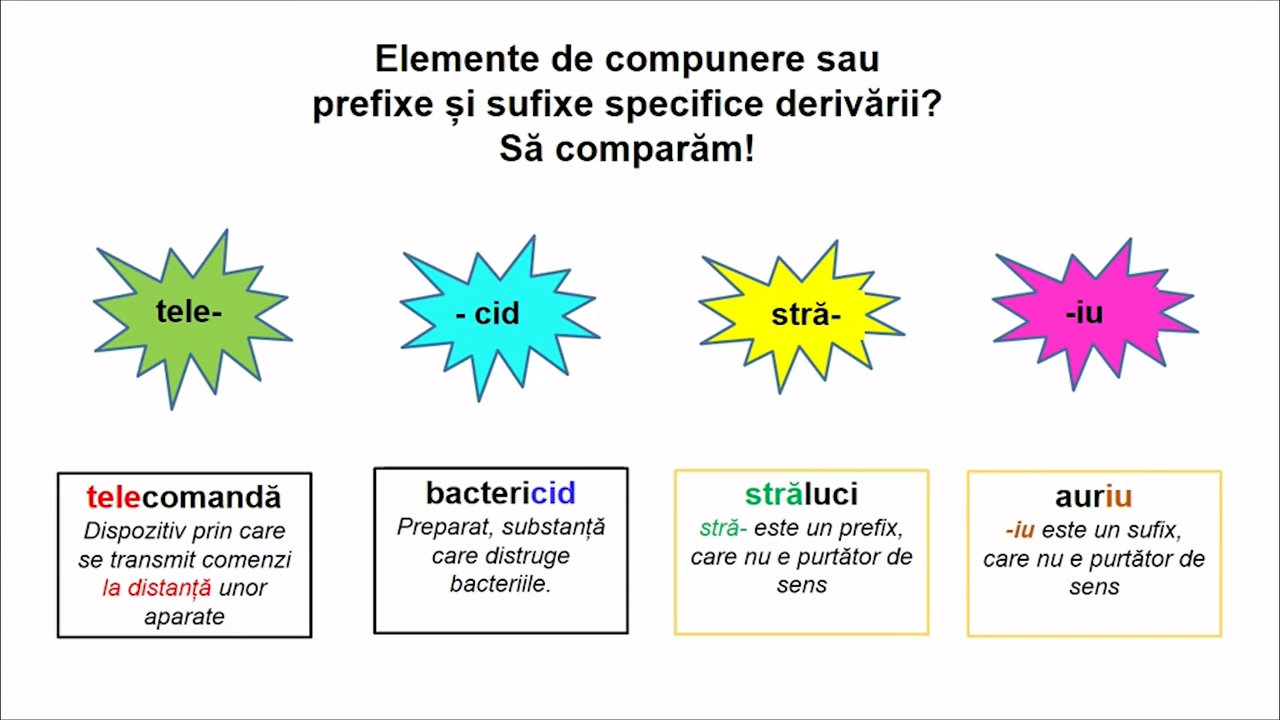 Elemente de compunere sau
prefixe și sufixe specifice derivării?
Să comparăm!
tele-
- cid
stră-
-iu
telecomandă
Dispozitiv prin care
se transmit comenzi
la distanță unor
aparate
bactericid
Preparat, substanță
care distruge
bacteriile.
străluci
stră- este un prefix,
care nu e purtător de
sens
auriu
-iu este un sufix,
care nu e purtător de
sens